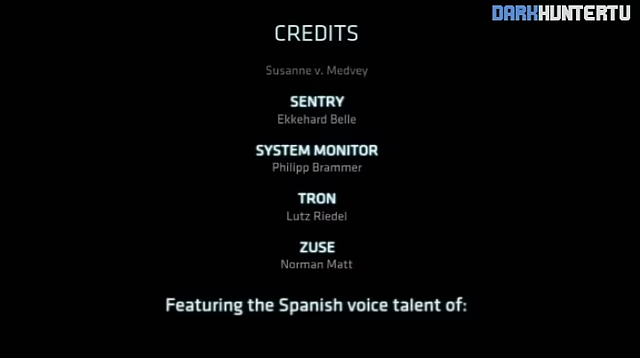 DARKHUNTERTU
CREDITS
Susanne v. Medvey
SENTRY
Ekkehard Belle
SYSTEM MONITOR
Philipp Brammer
TRON
Lutz Riedel
ZUSE
Norman Matt
Featuring the Spanish voice talent of: